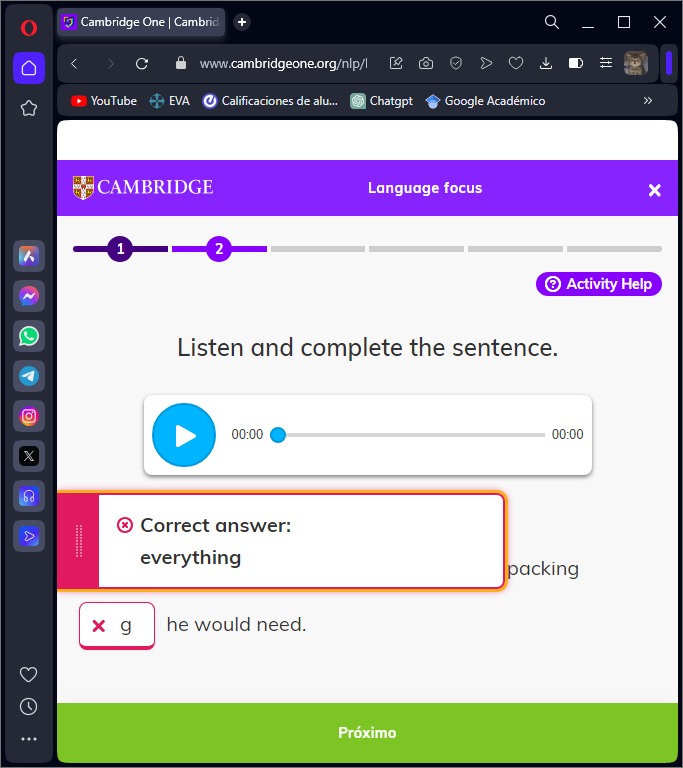 Cambridge One | Cambrid
www.cambridgeone.org/nlp/l
YouTube EVA Calificaciones de alu... Chatgpt Google Académico »
CAMBRIDGE Language focus
1 2
Activity Help
Listen and complete the sentence.
00:00 00:00
Correct answer:
everything
packing
g he would need.
Próximo